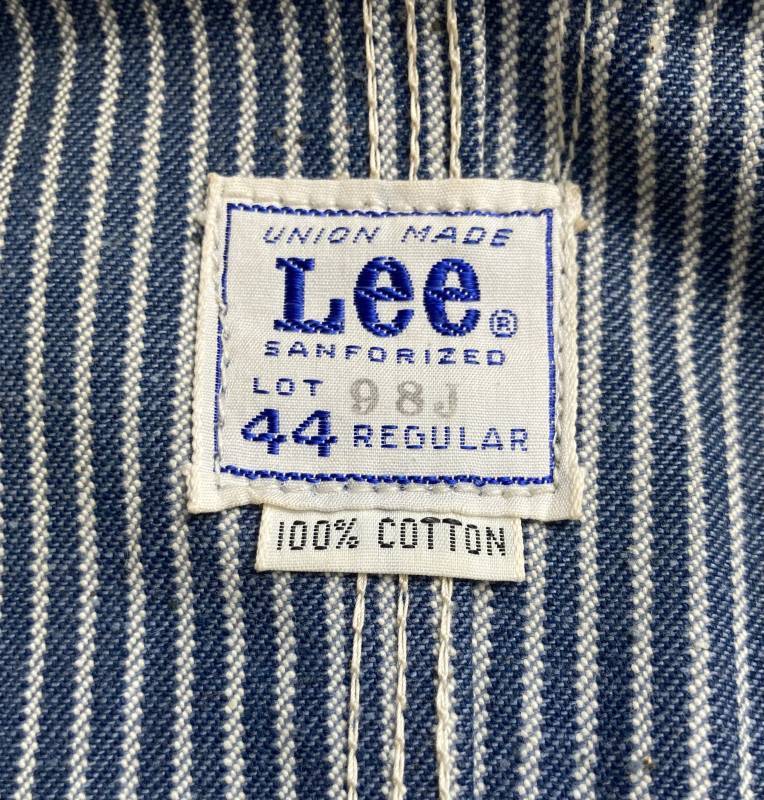 UNION MADE
Lee®
SANFORIZED
LOT 98J
44 REGULAR
100% COTTON